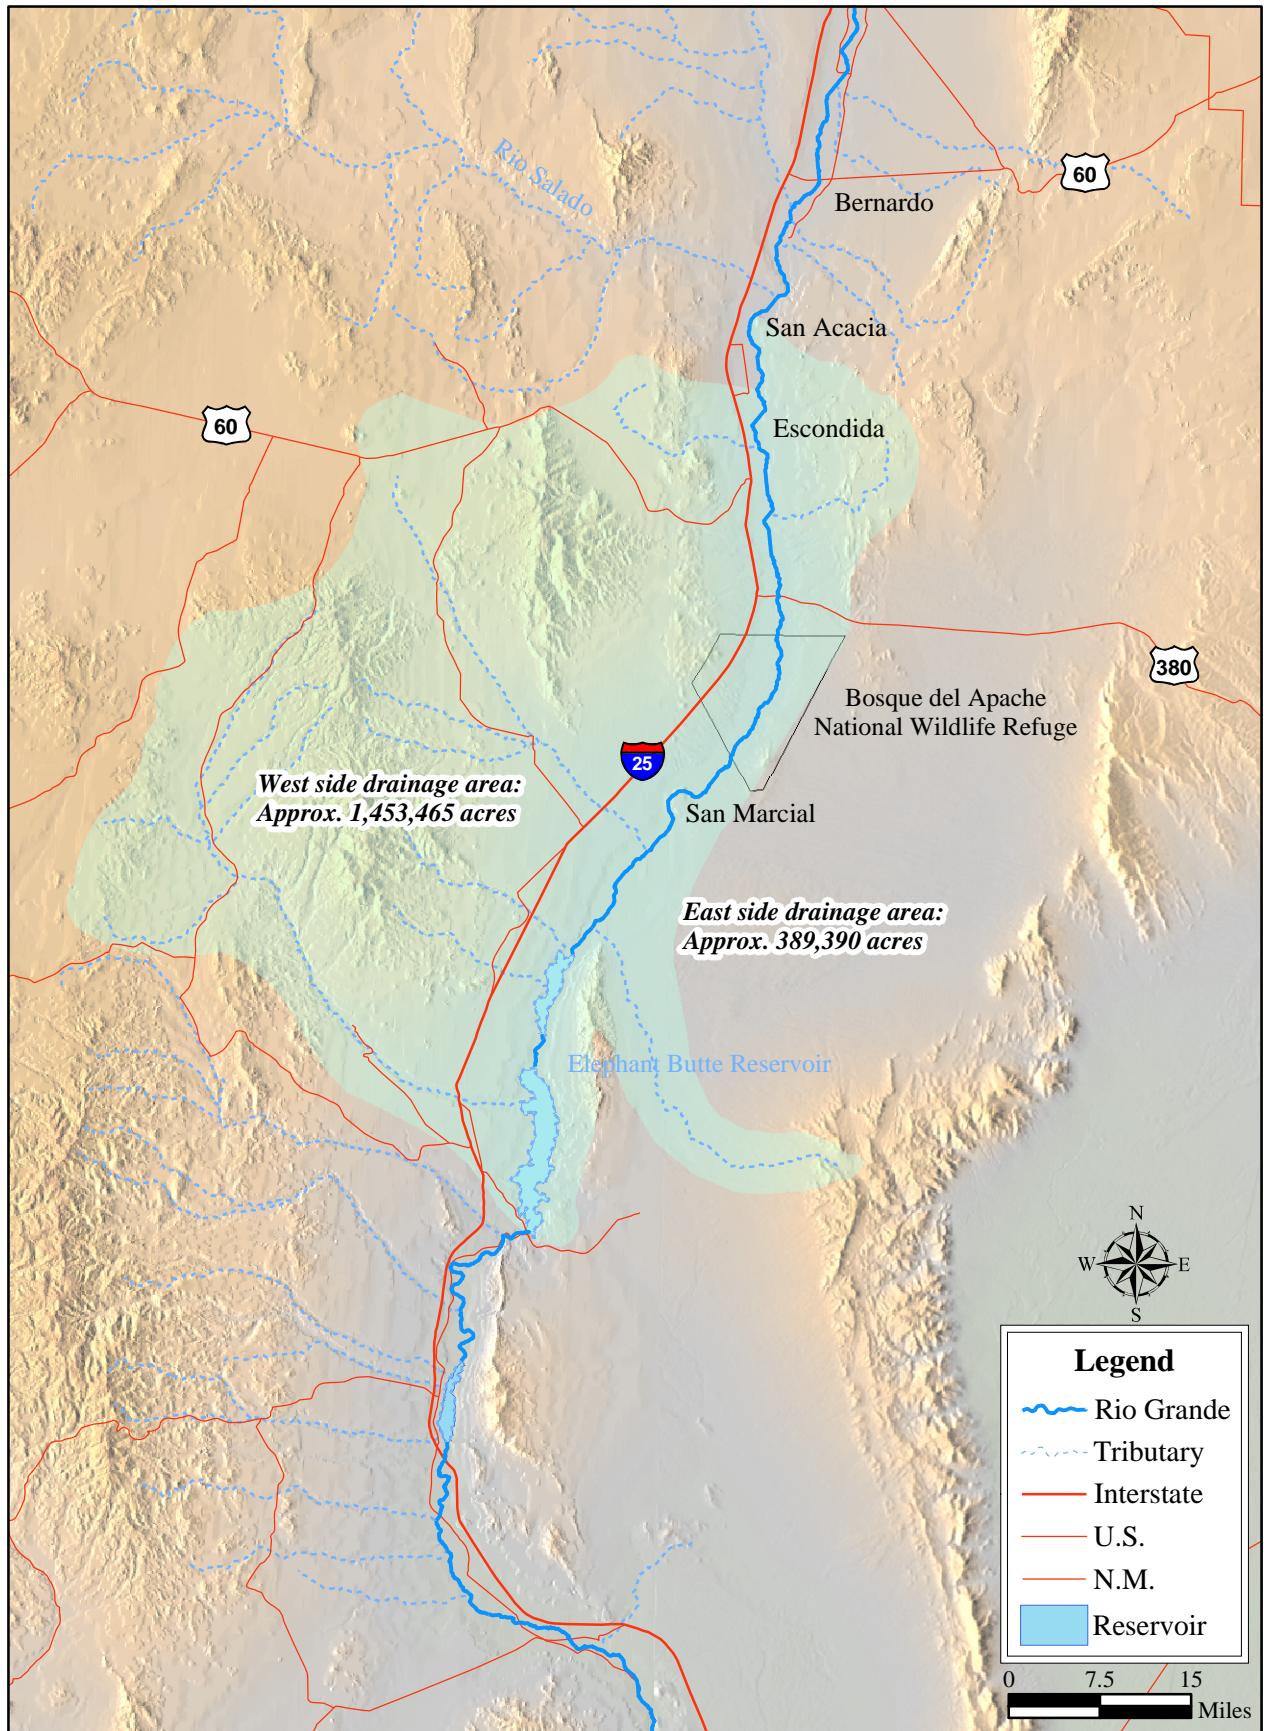 Rio Salado
60
Bernardo
San Acacia
60
Escondida
380
Bosque del Apache
National Wildlife Refuge
25
West side drainage area:
Approx. 1,453,465 acres
San Marcial
East side drainage area:
Approx. 389,390 acres
Elephant Butte Reservoir
N
W E
S
Legend
Rio Grande
Tributary
Interstate
U.S.
N.M.
Reservoir
0 7.5 15
Miles